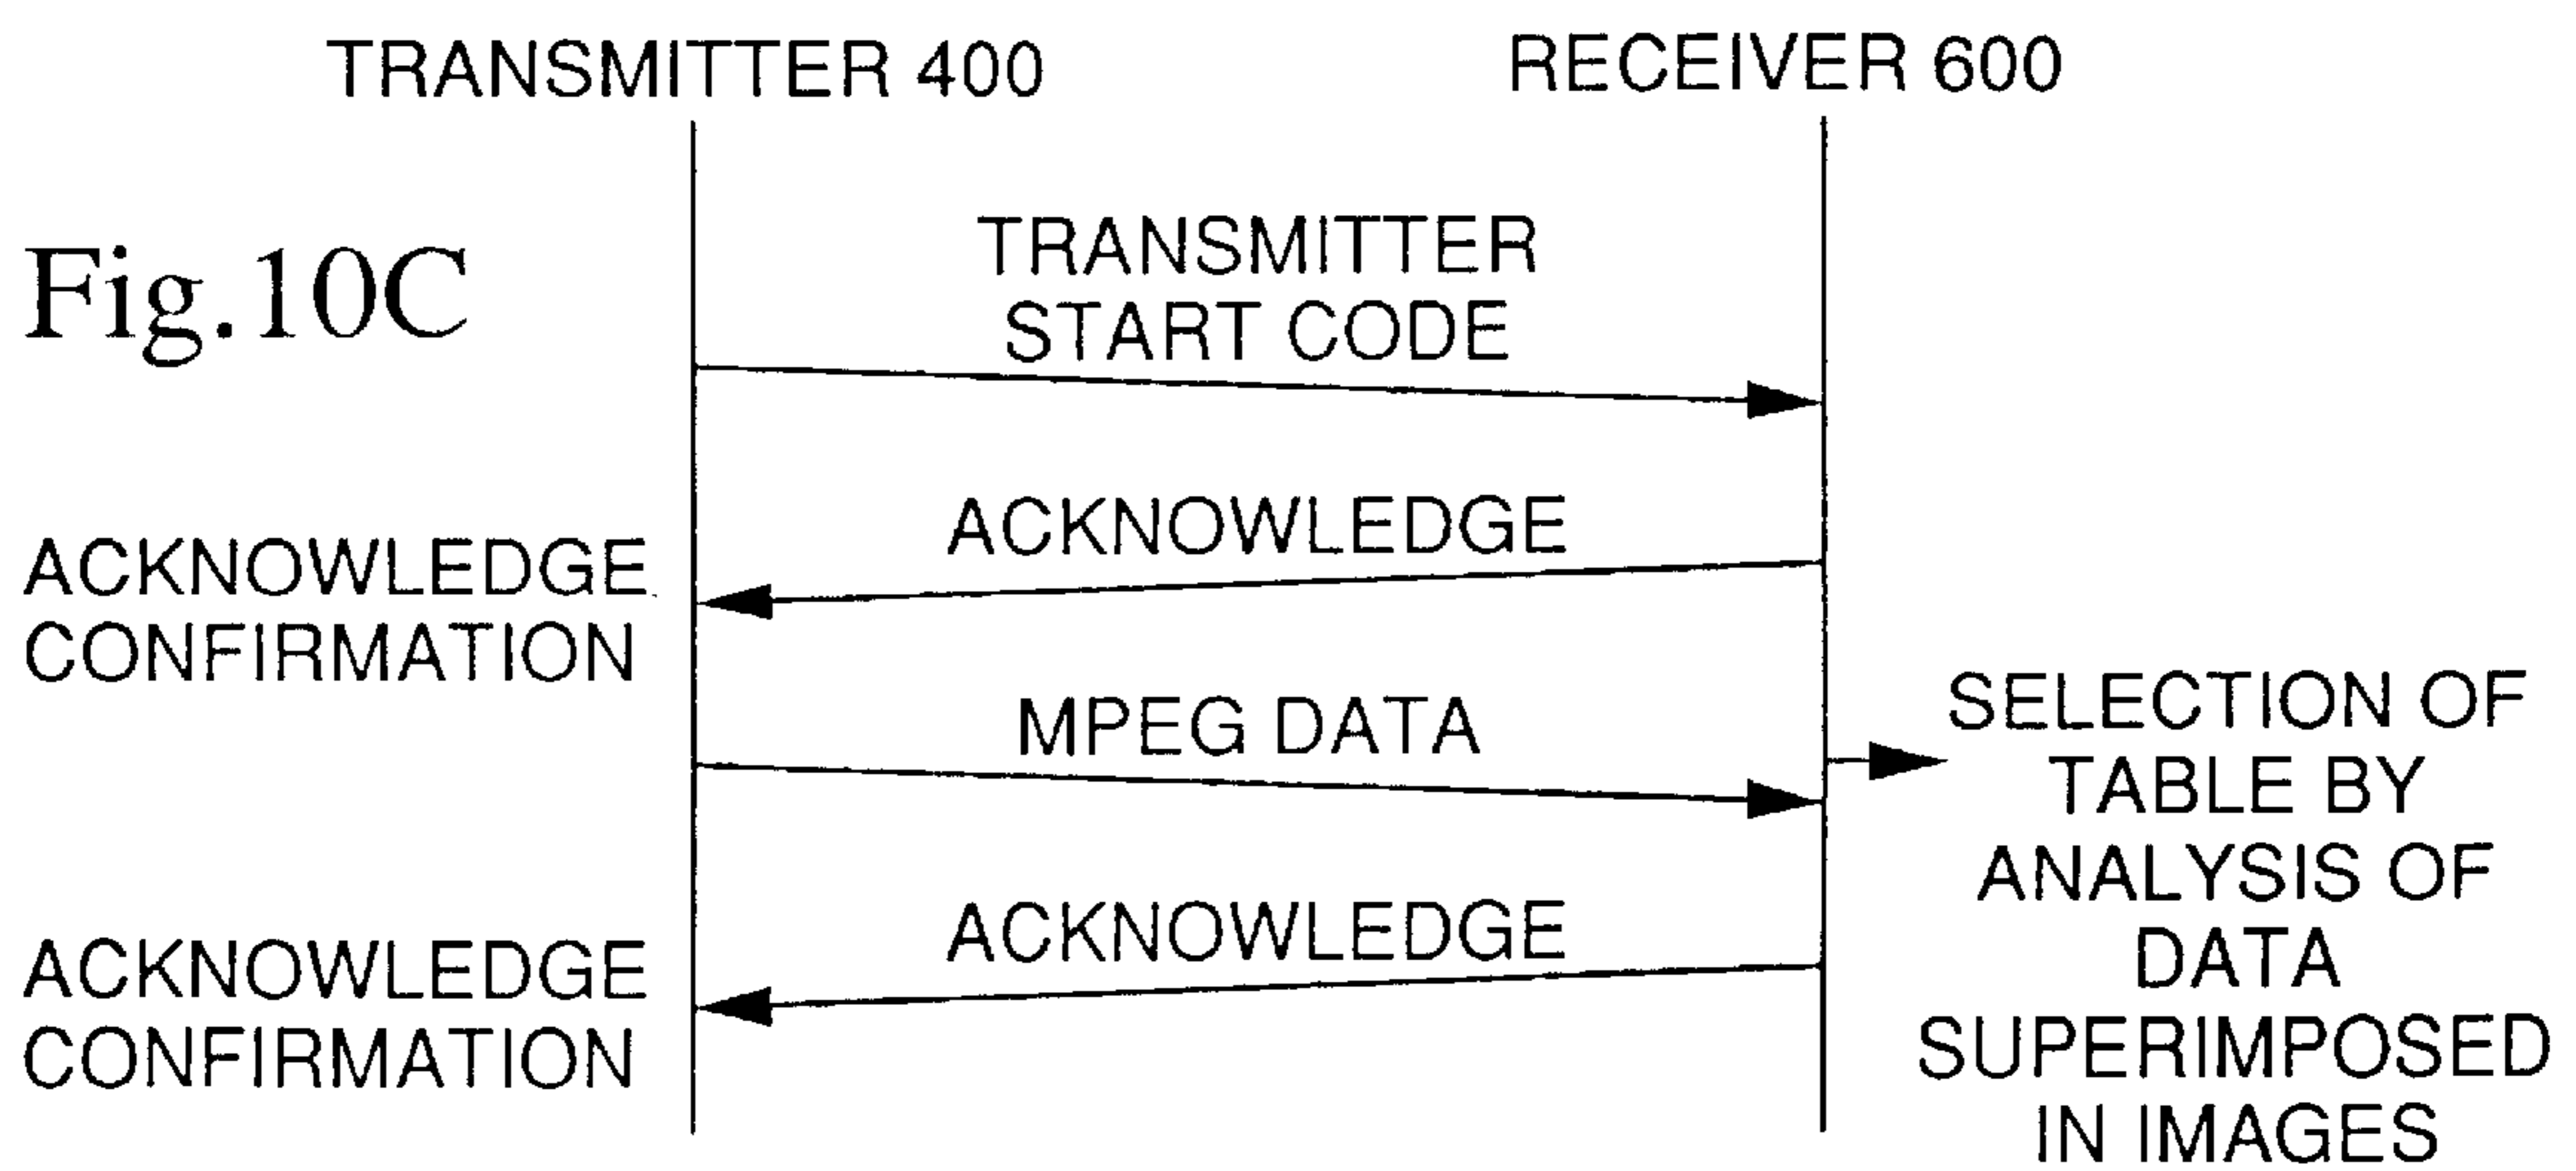 TRANSMITTER 400
RECEIVER 600
Fig.10C
TRANSMITTER
START CODE
ACKNOWLEDGE
ACKNOWLEDGE
CONFIRMATION
MPEG DATA
SELECTION OF
TABLE BY
ANALYSIS OF
DATA
SUPERIMPOSED
IN IMAGES
ACKNOWLEDGE
ACKNOWLEDGE
CONFIRMATION